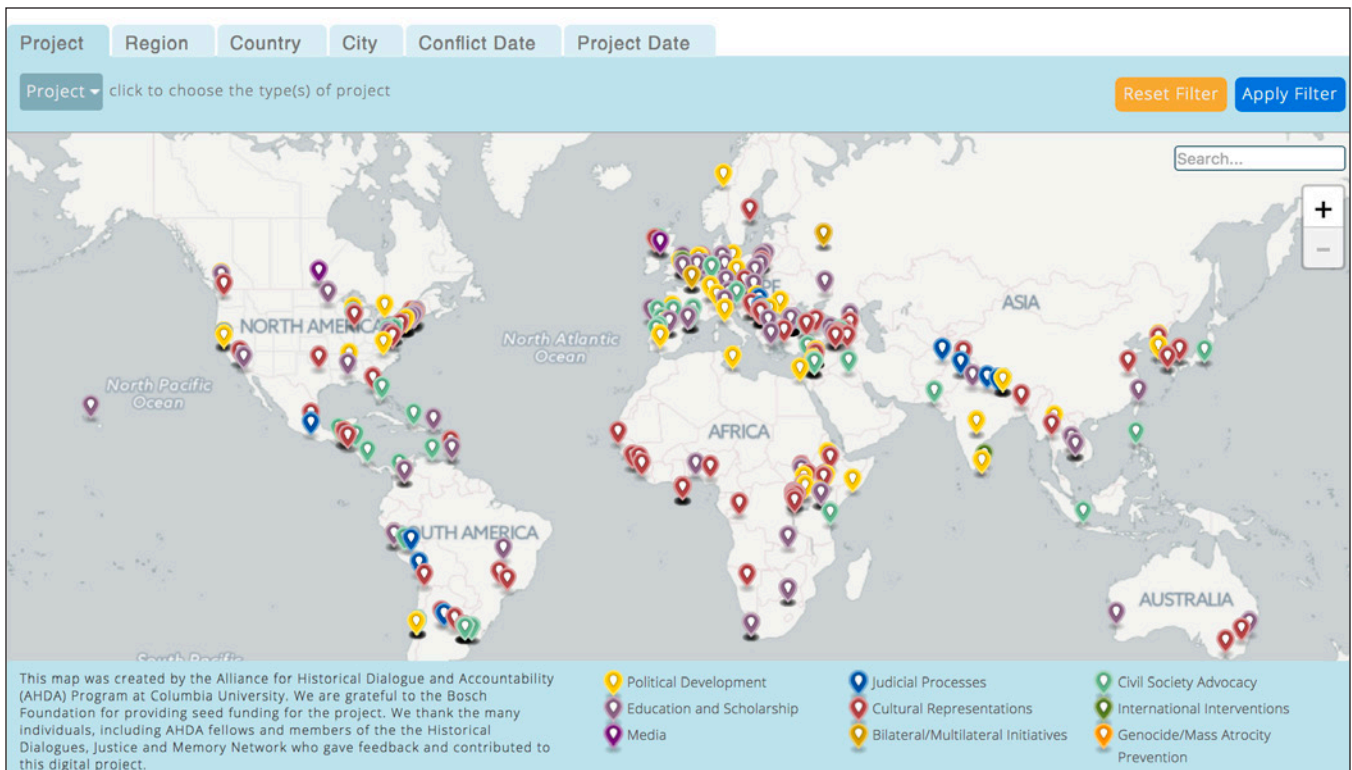 Project Region Country City Conflict Date Project Date
Project click to choose the type(s) of project Reset Filter Apply Filter
Search...
+
−
ASIA
NORTH AMERICA
North Atlantic
Ocean
North Pacific
Ocean
AFRICA
SOUTH AMERICA
AUSTRALIA
South Pacific
This map was created by the Alliance for Historical Dialogue and Accountability
(AHDA) Program at Columbia University. We are grateful to the Bosch
Foundation for providing seed funding for the project. We thank the many
individuals, including AHDA fellows and members of the the Historical
Dialogues, Justice and Memory Network who gave feedback and contributed to
this digital project.
Political Development
Education and Scholarship
Media
Judicial Processes
Cultural Representations
Bilateral/Multilateral Initiatives
Civil Society Advocacy
International Interventions
Genocide/Mass Atrocity
Prevention